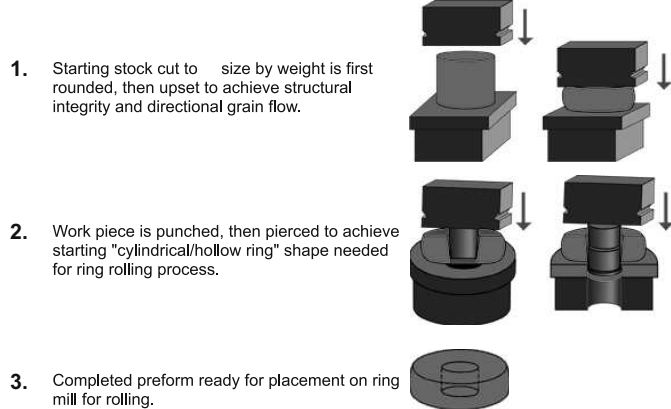 1. Starting stock cut to size by weight is first
rounded, then upset to achieve structural
integrity and directional grain flow.
2. Work piece is punched, then pierced to achieve
starting "cylindrical/hollow ring" shape needed
for ring rolling process.
3. Completed preform ready for placement on ring
mill for rolling.